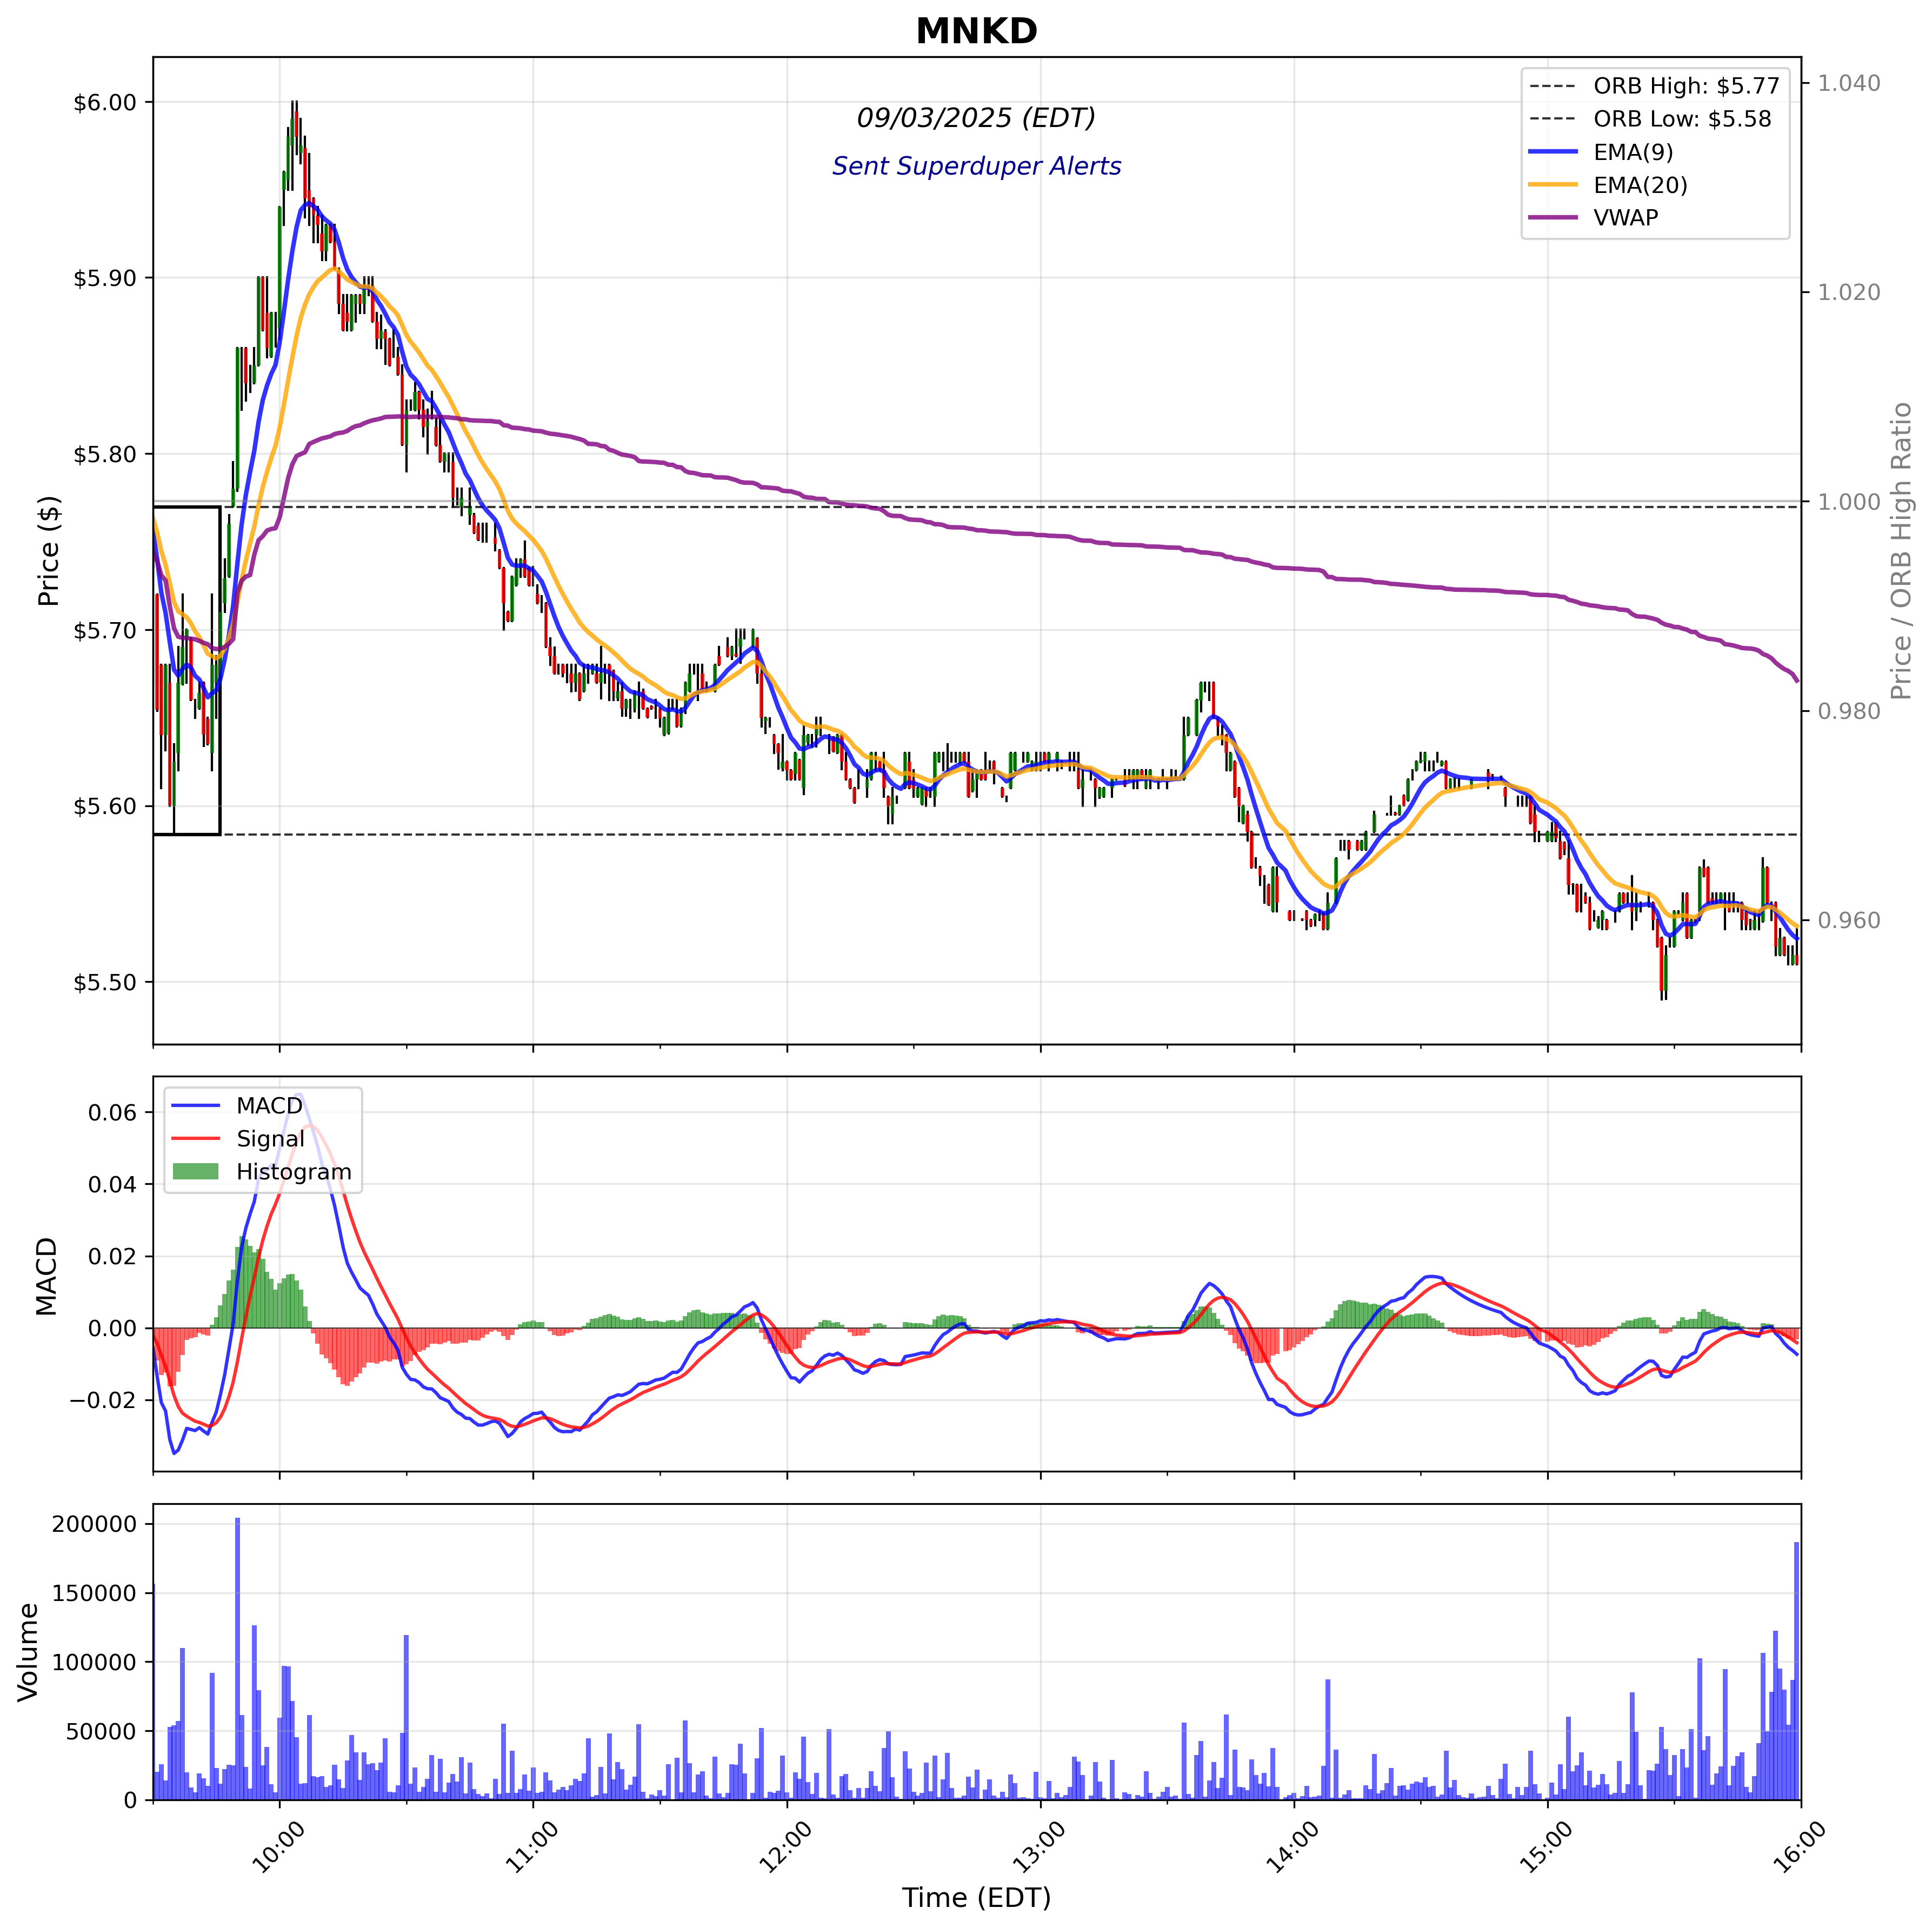 MNKD
09/03/2025 (EDT)
Sent Superduper Alerts
ORB High: $5.77
ORB Low: $5.58
EMA(9)
EMA(20)
VWAP
$6.00
$5.90
$5.80
$5.70
$5.60
$5.50
Price ($)
1.040
1.020
1.000
0.980
0.960
Price / ORB High Ratio
MACD
Signal
Histogram
0.06
0.04
0.02
0.00
−0.02
MACD
200000
150000
100000
50000
0
Volume
10:00
11:00
12:00
13:00
14:00
15:00
16:00
Time (EDT)